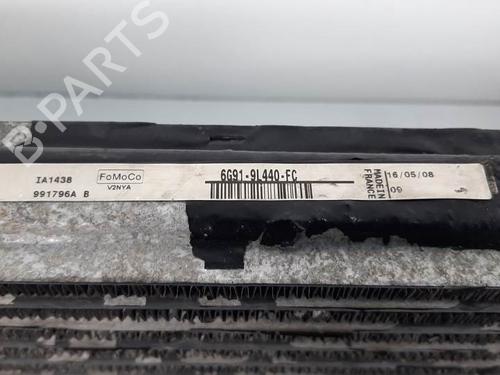 B-PARTS
IA1438
991796A B
FoMoCo
V2NYA
6G91-9L440-FC
MADE IN
FRANCE
16/05/08
09